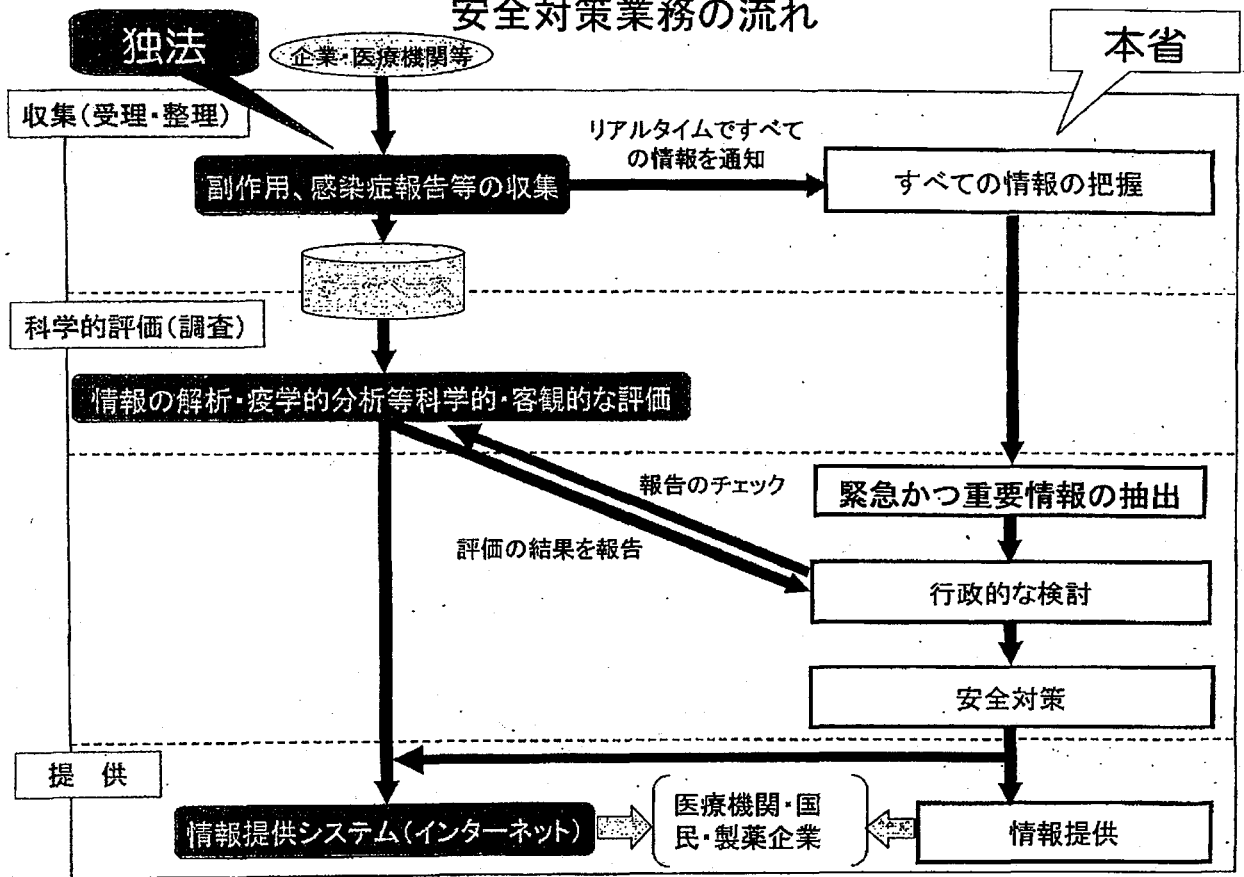 安全対策業務の流れ
独法
企業・医療機関等
本省
収集(受理・整理)
リアルタイムですべて
の情報を通知
副作用、感染症報告等の収集
すべての情報の把握
データベース
科学的評価(調査)
情報の解析・疫学的分析等科学的・客観的な評価
報告のチェック
緊急かつ重要情報の抽出
評価の結果を報告
行政的な検討
安全対策
提 供
情報提供システム(インターネット)
医療機関・国
民・製薬企業
情報提供